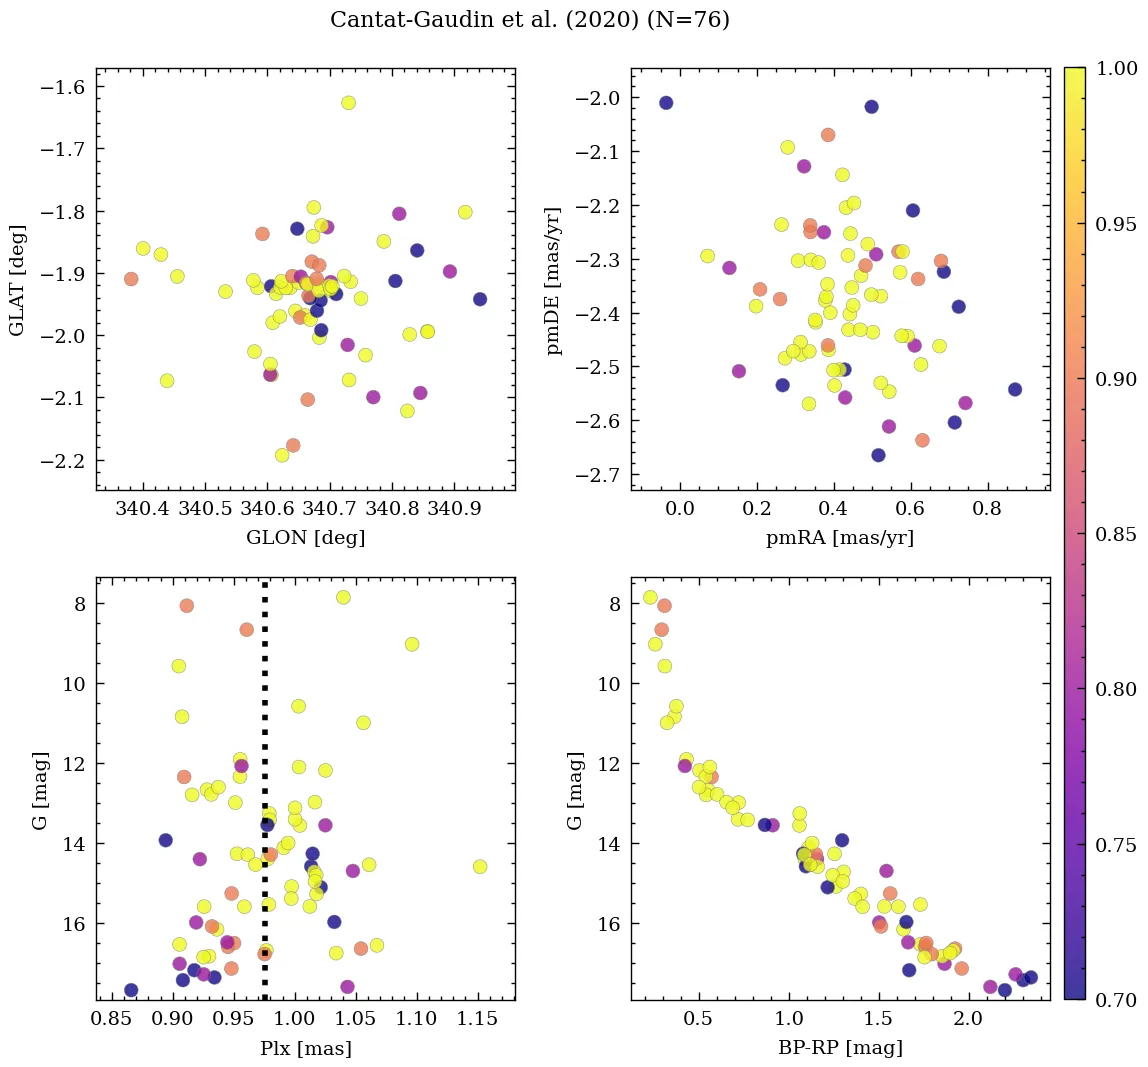 Cantat-Gaudin et al. (2020) (N=76)
−1.6
−1.7
−1.8
−1.9
−2.0
−2.1
−2.2
GLAT [deg]
340.4 340.5 340.6 340.7 340.8 340.9
GLON [deg]
−2.0
−2.1
−2.2
−2.3
−2.4
−2.5
−2.6
−2.7
pmDE [mas/yr]
0.0 0.2 0.4 0.6 0.8
pmRA [mas/yr]
1.00
0.95
0.90
0.85
0.80
0.75
0.70
8
10
12
14
16
G [mag]
0.85 0.90 0.95 1.00 1.05 1.10 1.15
Plx [mas]
8
10
12
14
16
G [mag]
0.5 1.0 1.5 2.0
BP-RP [mag]